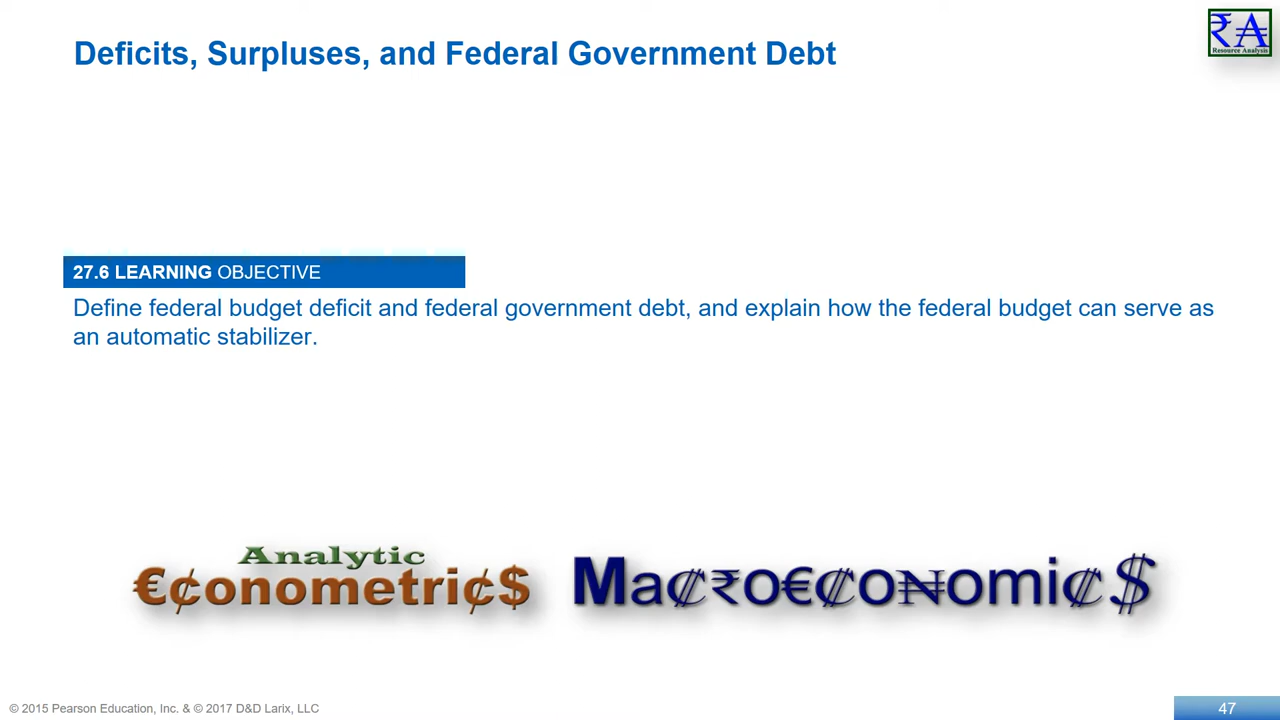 Deficits, Surpluses, and Federal Government Debt
₹A
Resource Analysis
27.6 LEARNING OBJECTIVE
Define federal budget deficit and federal government debt, and explain how the federal budget can serve as
an automatic stabilizer.
Analytic
€¢onometri¢$
Ma₡₹o€₡o₦omi₡$
© 2015 Pearson Education, Inc. & © 2017 D&D Larix, LLC
47